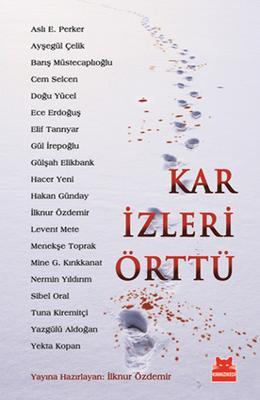 Aslı E. Perker
Ayşegül Çelik
Barış Müstecaplıoğlu
Cem Selcen
Doğu Yücel
Ece Erdoğuş
Elif Tanrıyar
Gül İrepoğlu
Gülşah Elikbank
Hacer Yeni
Hakan Günday
İlknur Özdemir
Levent Mete
Menekşe Toprak
Mine G. Kırıkkanat
Nermin Yıldırım
Sibel Oral
Tuna Kiremitçi
Yazgülü Aldoğan
Yekta Kopan
KAR
İZLERİ
ÖRTTÜ
Yayına Hazırlayan: İlknur Özdemir
KIRMIZIKEDİ